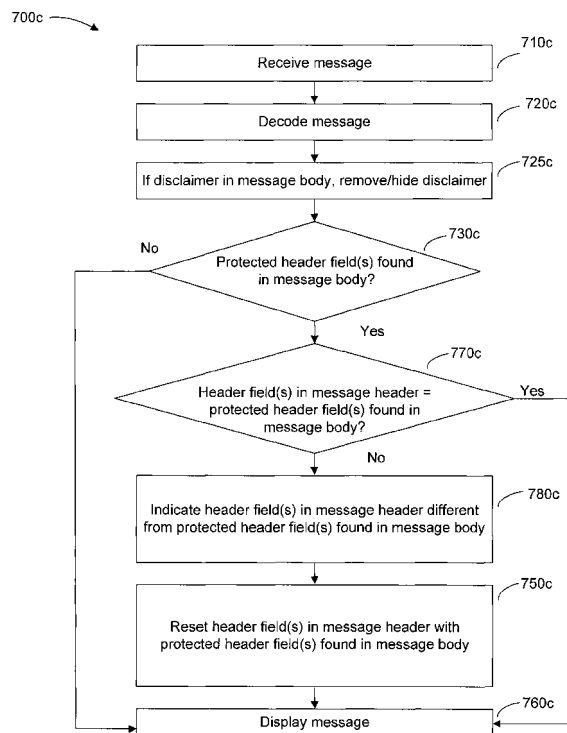 700c
710c
Receive message
720c
Decode message
725c
If disclaimer in message body, remove/hide disclaimer
730c
No
Protected header field(s) found
in message body?
Yes
770c
Header field(s) in message header =
protected header field(s) found in
message body?
Yes
No
780c
Indicate header field(s) in message header different
from protected header field(s) found in message body
750c
Reset header field(s) in message header with
protected header field(s) found in message body
760c
Display message